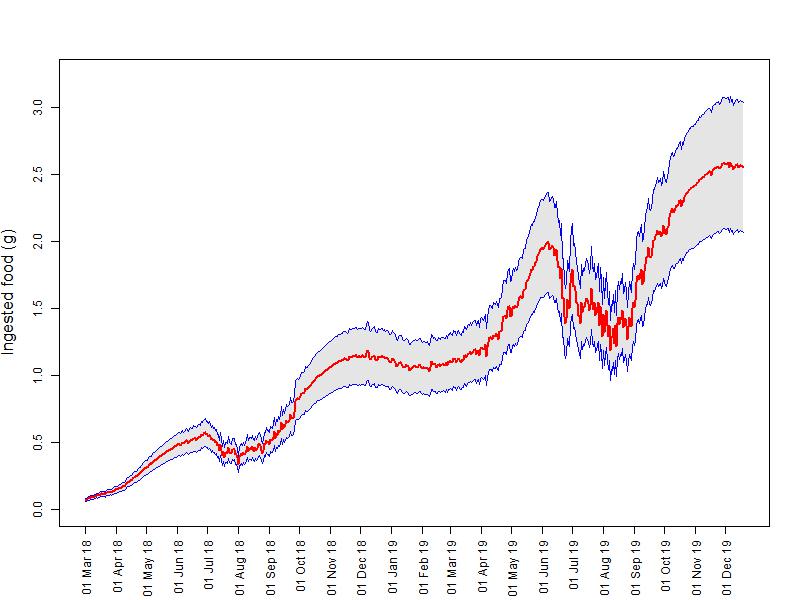 Ingested food (g)
3.0
2.5
2.0
1.5
1.0
0.5
0.0
01 Mar 18
01 Apr 18
01 May 18
01 Jun 18
01 Jul 18
01 Aug 18
01 Sep 18
01 Oct 18
01 Nov 18
01 Dec 18
01 Jan 19
01 Feb 19
01 Mar 19
01 Apr 19
01 May 19
01 Jun 19
01 Jul 19
01 Aug 19
01 Sep 19
01 Oct 19
01 Nov 19
01 Dec 19